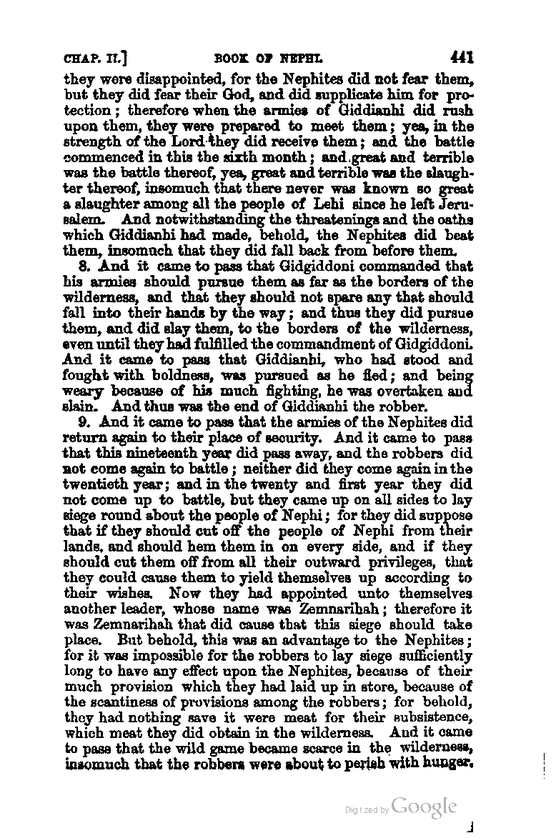 CHAP. II.] BOOK OF NEPHI. 441
they were disappointed, for the Nephites did not fear them,
but they did fear their God, and did supplicate him for pro-
tection; therefore when the armies of Giddianhi did rush
upon them, they were prepared to meet them; yea, in the
strength of the Lord they did receive them; and the battle
commenced in this the sixth month; and great and terrible
was the battle thereof, yea, great and terrible was the slaugh-
ter thereof, insomuch that there never was known so great
a slaughter among all the people of Lehi since he left Jeru-
salem. And notwithstanding the threatenings and the oaths
which Giddianhi had made, behold, the Nephites did beat
them, insomuch that they did fall back from before them.
8. And it came to pass that Gidgiddoni commanded that
his armies should pursue them as far as the borders of the
wilderness, and that they should not spare any that should
fall into their hands by the way; and thus they did pursue
them, and did slay them, to the borders of the wilderness,
even until they had fulfilled the commandment of Gidgiddoni.
And it came to pass that Giddianhi, who had stood and
fought with boldness, was pursued as he fled; and being
weary because of his much fighting, he was overtaken and
slain. And thus was the end of Giddianhi the robber.
9. And it came to pass that the armies of the Nephites did
return again to their place of security. And it came to pass
that this nineteenth year did pass away, and the robbers did
not come again to battle; neither did they come again in the
twentieth year; and in the twenty and first year they did
not come up to battle, but they came up on all sides to lay
siege round about the people of Nephi; for they did suppose
that if they should cut off the people of Nephi from their
lands, and should hem them in on every side, and if they
should cut them off from all their outward privileges, that
they could cause them to yield themselves up according to
their wishes. Now they had appointed unto themselves
another leader, whose name was Zemnarihah; therefore it
was Zemnarihah that did cause that this siege should take
place. But behold, this was an advantage to the Nephites;
for it was impossible for the robbers to lay siege sufficiently
long to have any effect upon the Nephites, because of their
much provision which they had laid up in store, because of
the scantiness of provisions among the robbers; for behold,
they had nothing save it were meat for their subsistence,
which meat they did obtain in the wilderness. And it came
to pass that the wild game became scarce in the wilderness,
insomuch that the robbers were about to perish with hunger.
Digitized by Google